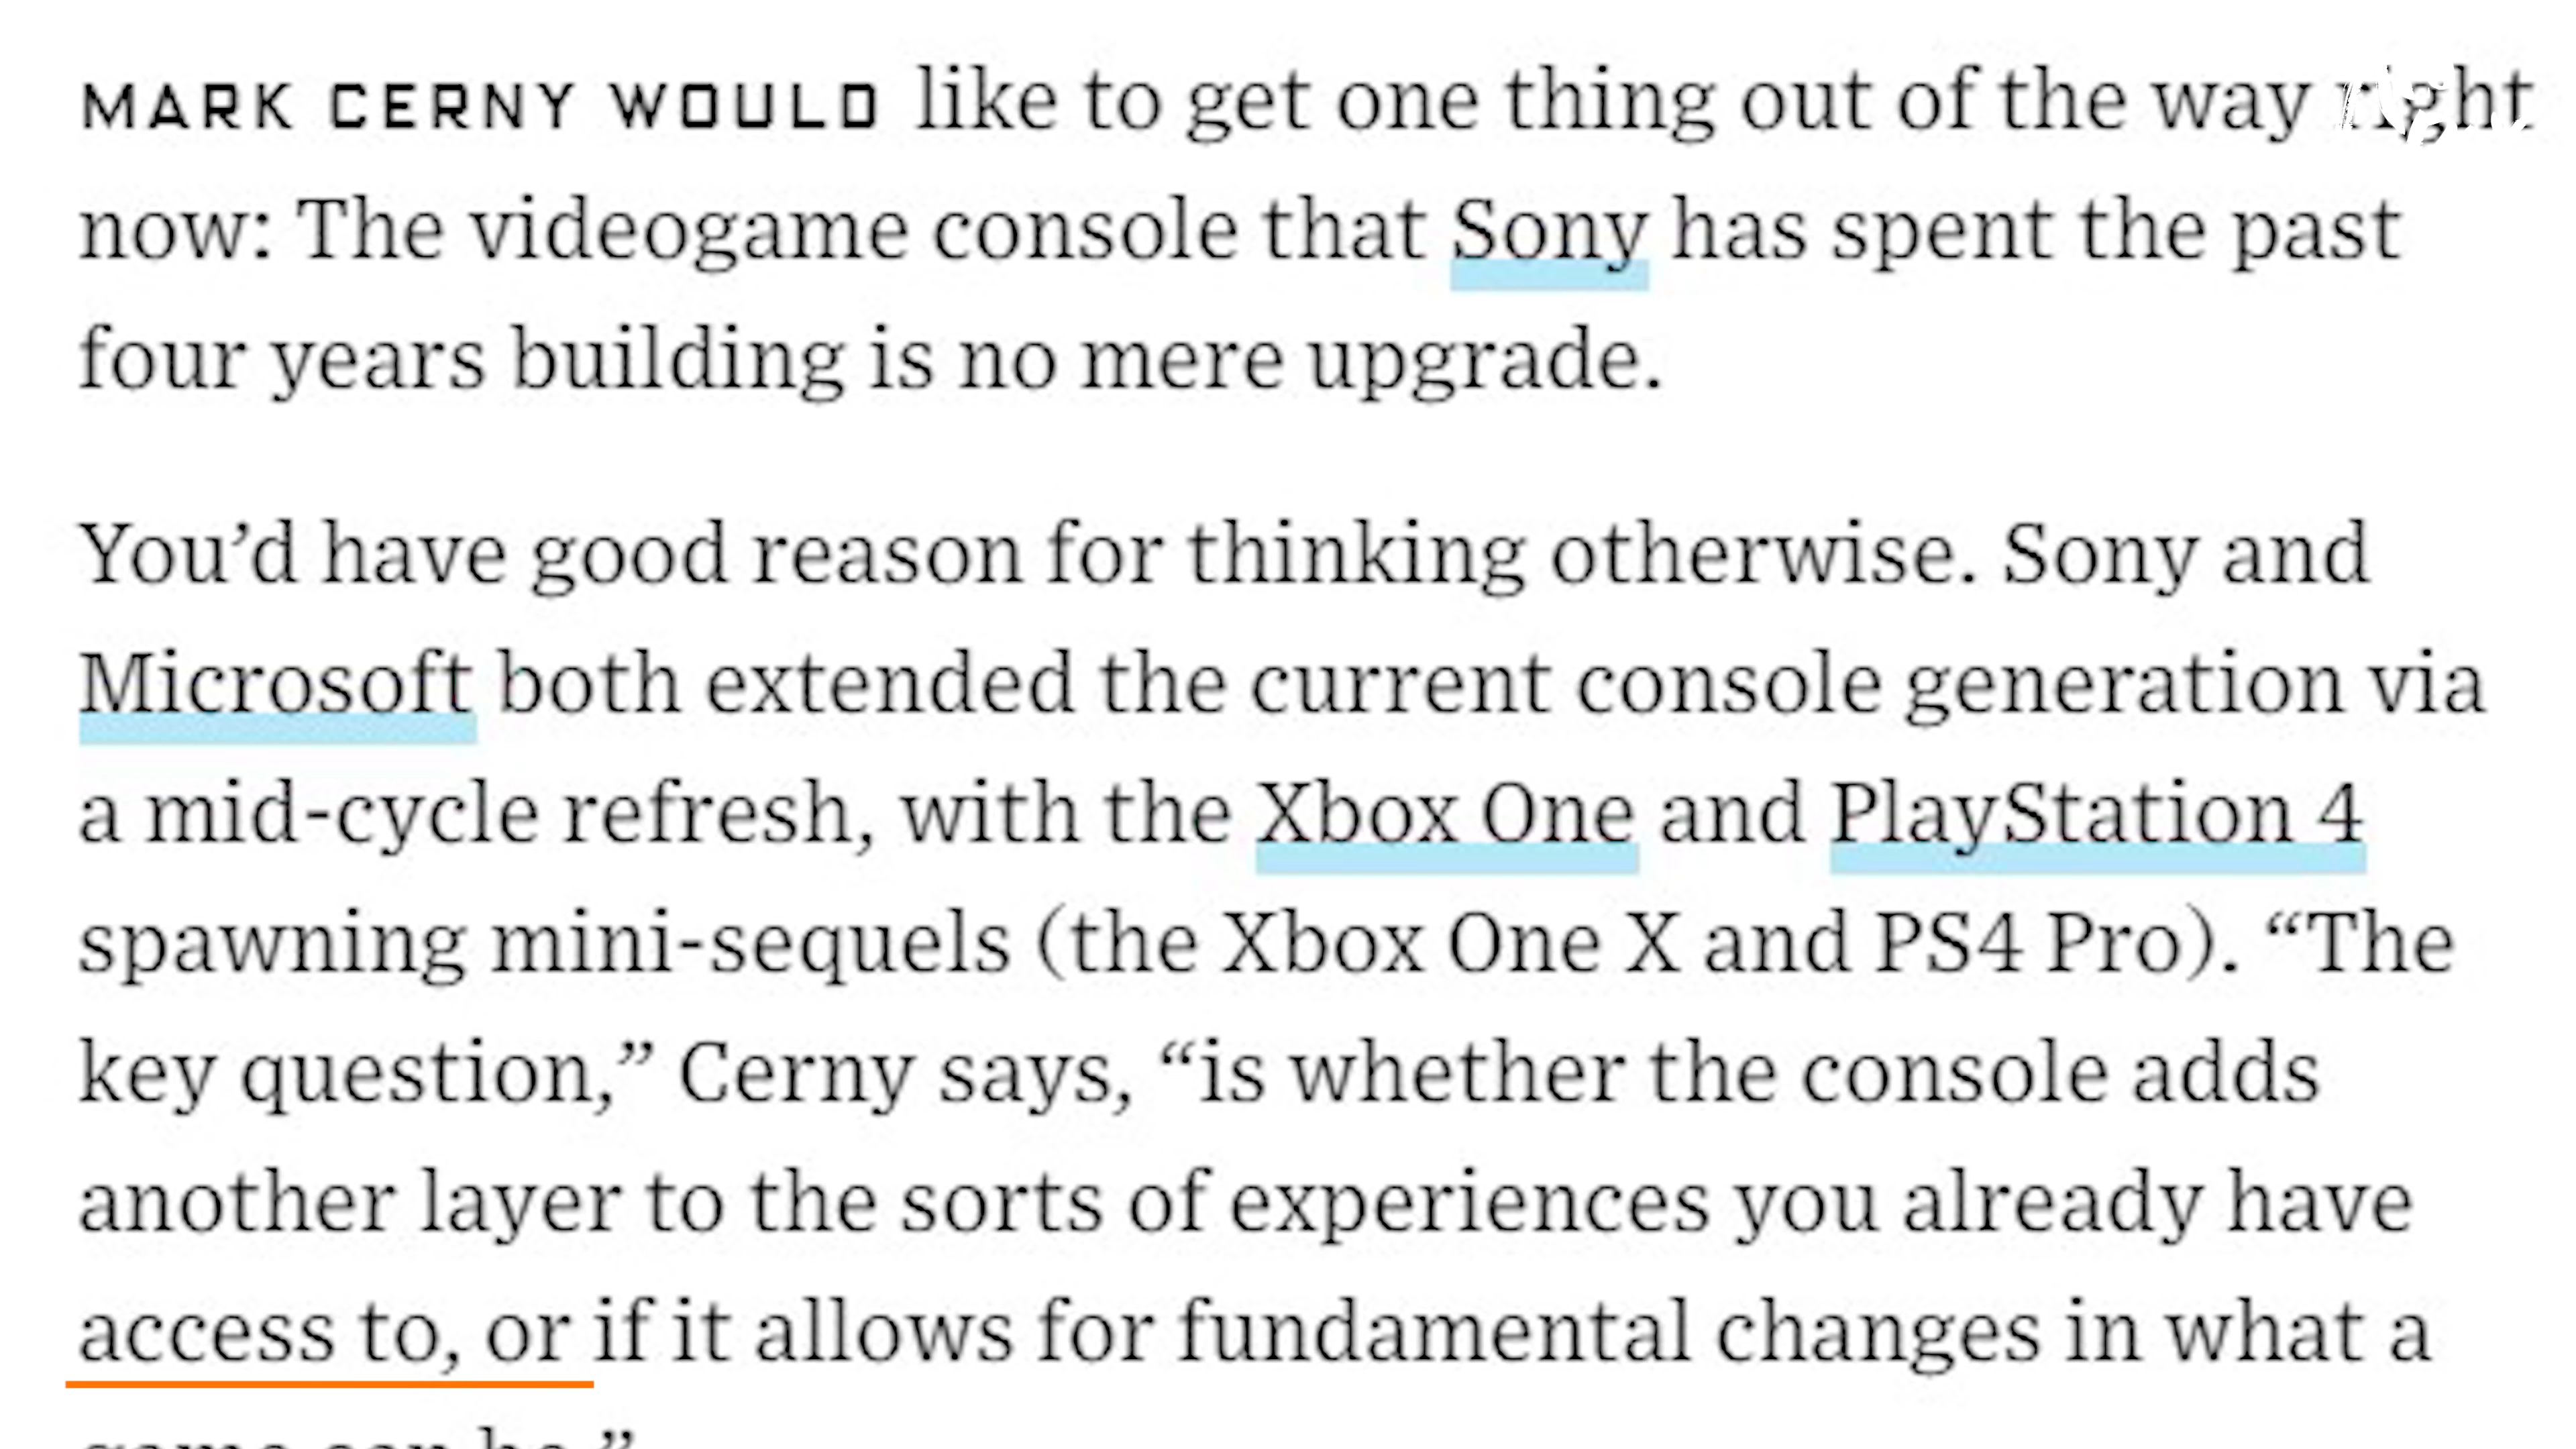 MARK CERNY WOULD like to get one thing out of the way right
now: The videogame console that Sony has spent the past
four years building is no mere upgrade.
You’d have good reason for thinking otherwise. Sony and
Microsoft both extended the current console generation via
a mid-cycle refresh, with the Xbox One and PlayStation 4
spawning mini-sequels (the Xbox One X and PS4 Pro). “The
key question,” Cerny says, “is whether the console adds
another layer to the sorts of experiences you already have
access to, or if it allows for fundamental changes in what a
game can be.”